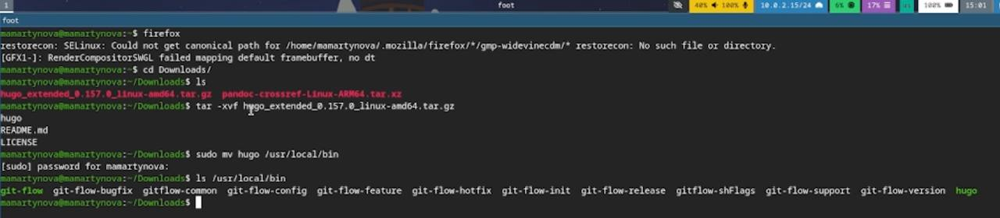 1 foot 40% 100% 10.0.2.15/24 6% 17% 100% 15:01
foot
mamartynova@mamartynova:~$ firefox
restorecon: SELinux: Could not get canonical path for /home/mamartynova/.mozilla/firefox/*/gmp-widevinecdm/* restorecon: No such file or directory.
[GFX1-]: RenderCompositorSWGL failed mapping default framebuffer, no dt
mamartynova@mamartynova:~$ cd Downloads/
mamartynova@mamartynova:~/Downloads$ ls
hugo_extended_0.157.0_linux-amd64.tar.gz pandoc-crossref-Linux-ARM64.tar.xz
mamartynova@mamartynova:~/Downloads$ tar -xvf hugo_extended_0.157.0_linux-amd64.tar.gz
hugo
README.md
LICENSE
mamartynova@mamartynova:~/Downloads$ sudo mv hugo /usr/local/bin
[sudo] password for mamartynova:
mamartynova@mamartynova:~/Downloads$ ls /usr/local/bin
git-flow git-flow-bugfix gitflow-common git-flow-config git-flow-feature git-flow-hotfix git-flow-init git-flow-release gitflow-shFlags git-flow-support git-flow-version hugo
mamartynova@mamartynova:~/Downloads$